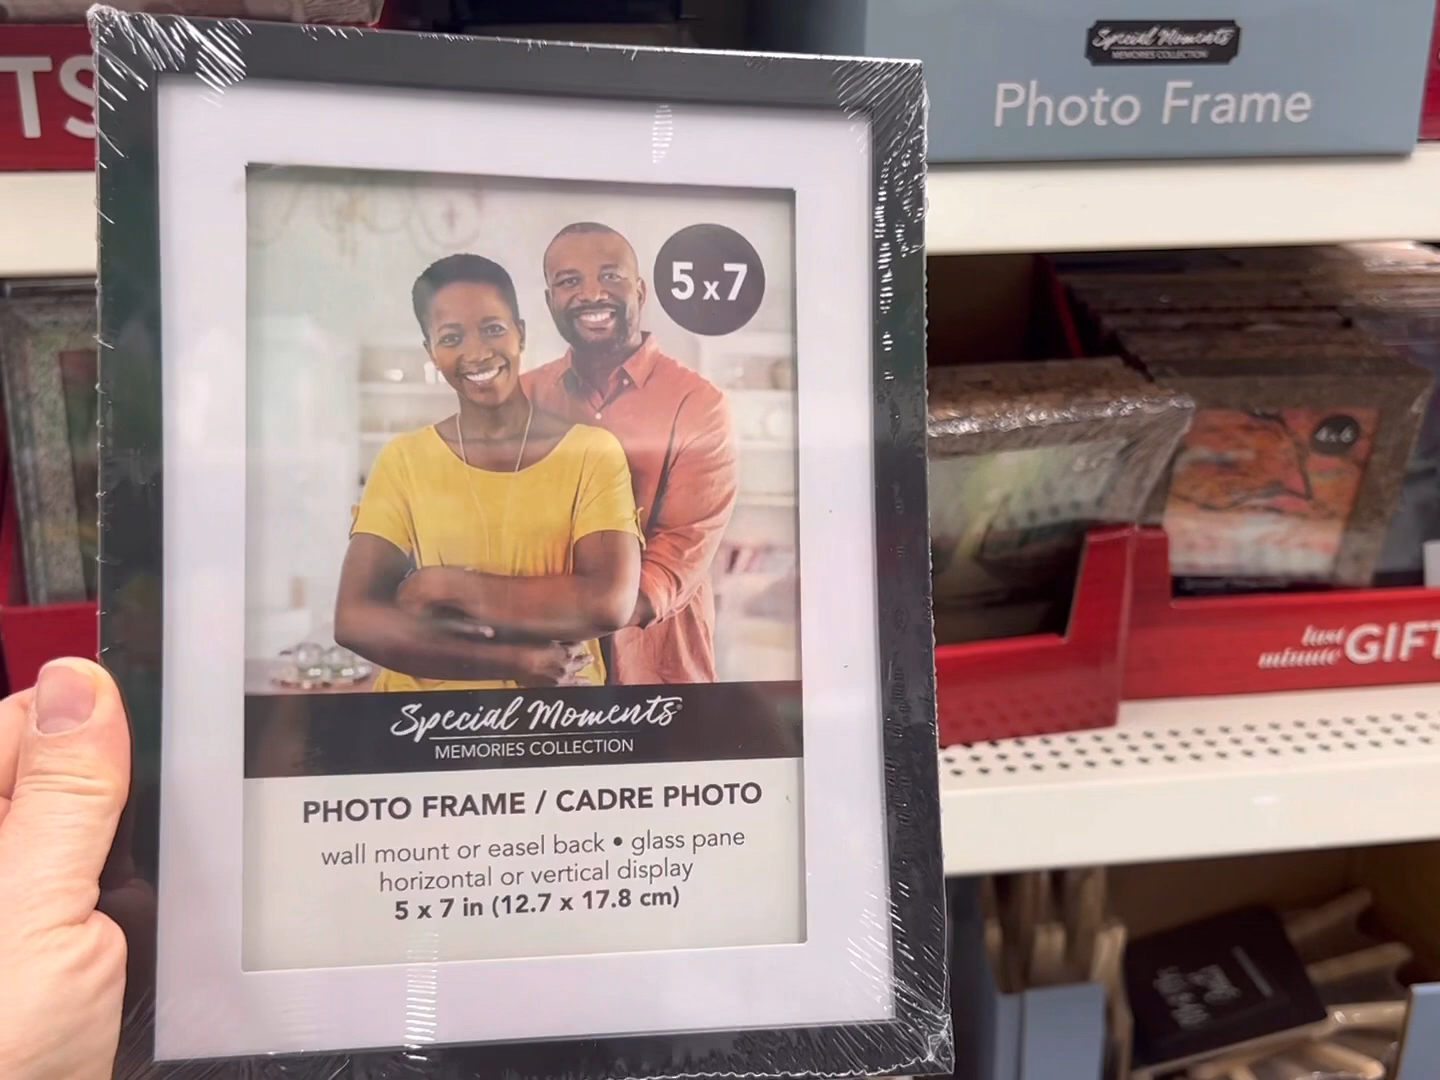 TS
Special Moments
MEMORIES COLLECTION
Photo Frame
5x7
Special Moments®
MEMORIES COLLECTION
PHOTO FRAME / CADRE PHOTO
wall mount or easel back • glass pane
horizontal or vertical display
5 x 7 in (12.7 x 17.8 cm)
4x6
last
minute GIFT